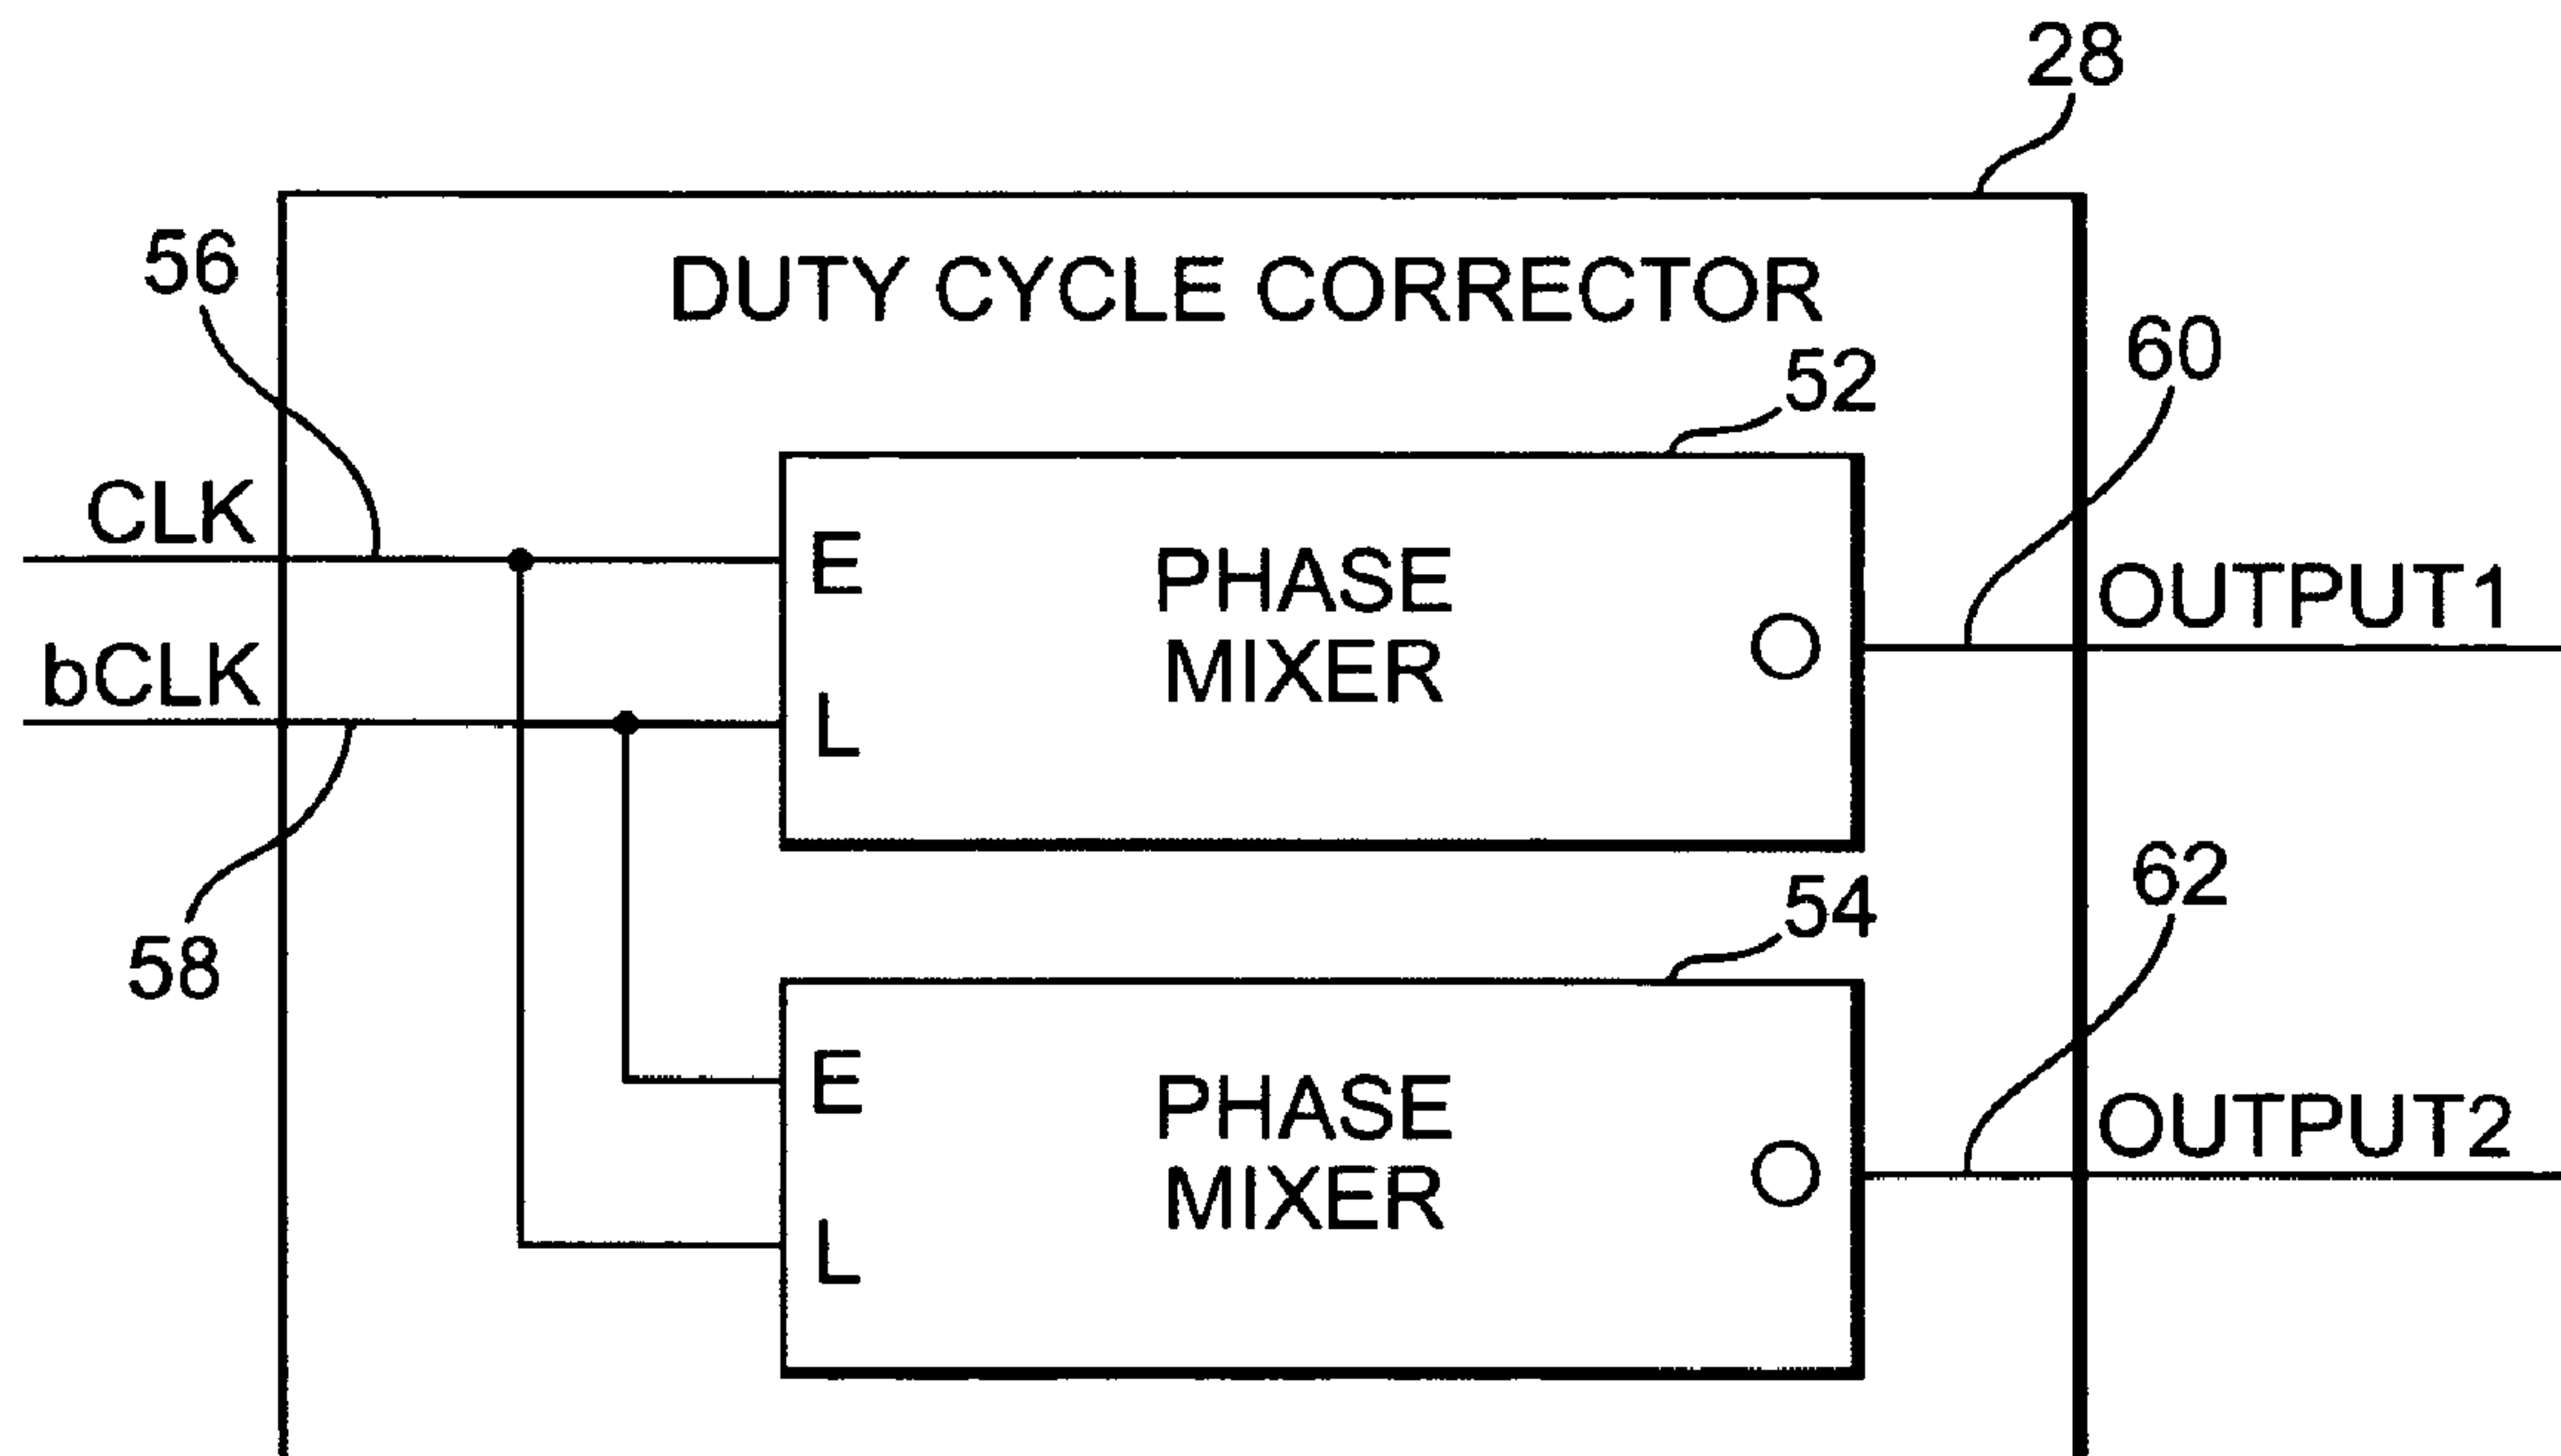 28
56
DUTY CYCLE CORRECTOR
60
52
CLK
E
PHASE
MIXER
O
OUTPUT1
bCLK
L
58
62
54
E
PHASE
MIXER
O
OUTPUT2
L